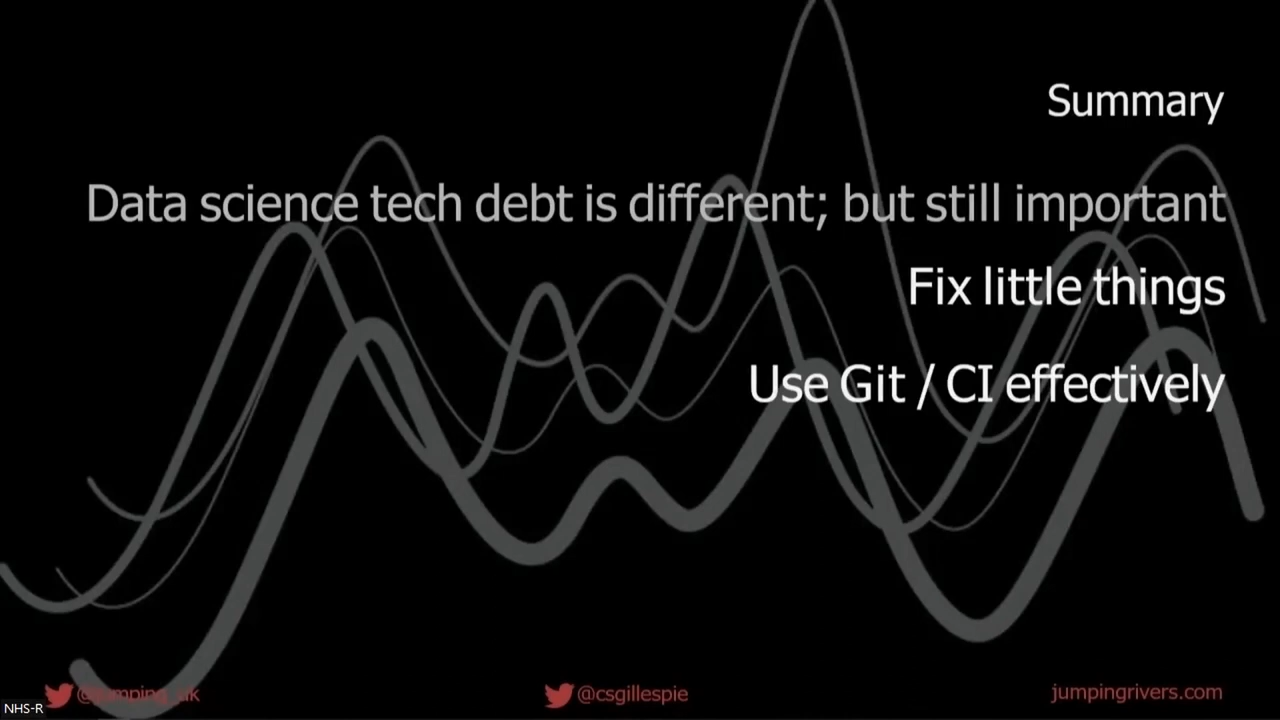 Summary
Data science tech debt is different; but still important
Fix little things
Use Git / CI effectively
@jumping_uk
@csgillespie
jumpingrivers.com
NHS-R